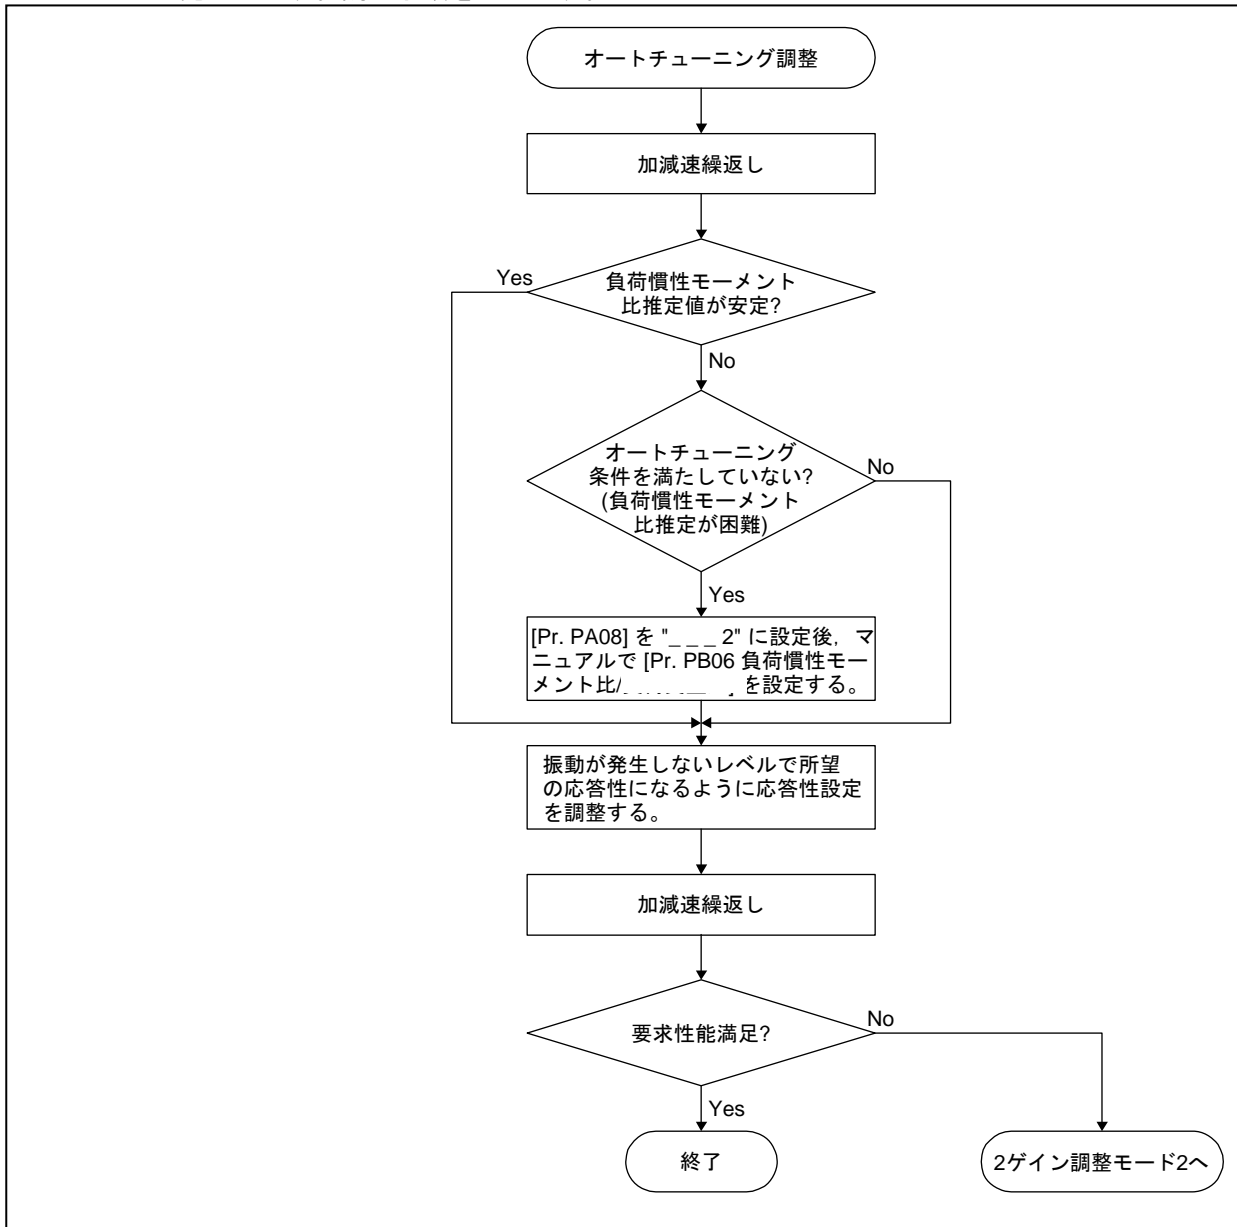 オートチューニング調整
加減速繰返し
負荷慣性モーメント
比推定値が安定?
Yes
No
オートチューニング
条件を満たしていない?
(負荷慣性モーメント
比推定が困難)
No
Yes
[Pr. PA08] を "_ _ _ 2" に設定後, マ
ニュアルで [Pr. PB06 負荷慣性モー
メント比/ ] を設定する。
振動が発生しないレベルで所望
の応答性になるように応答性設定
を調整する。
加減速繰返し
要求性能満足?
No
Yes
終了
2ゲイン調整モード2へ